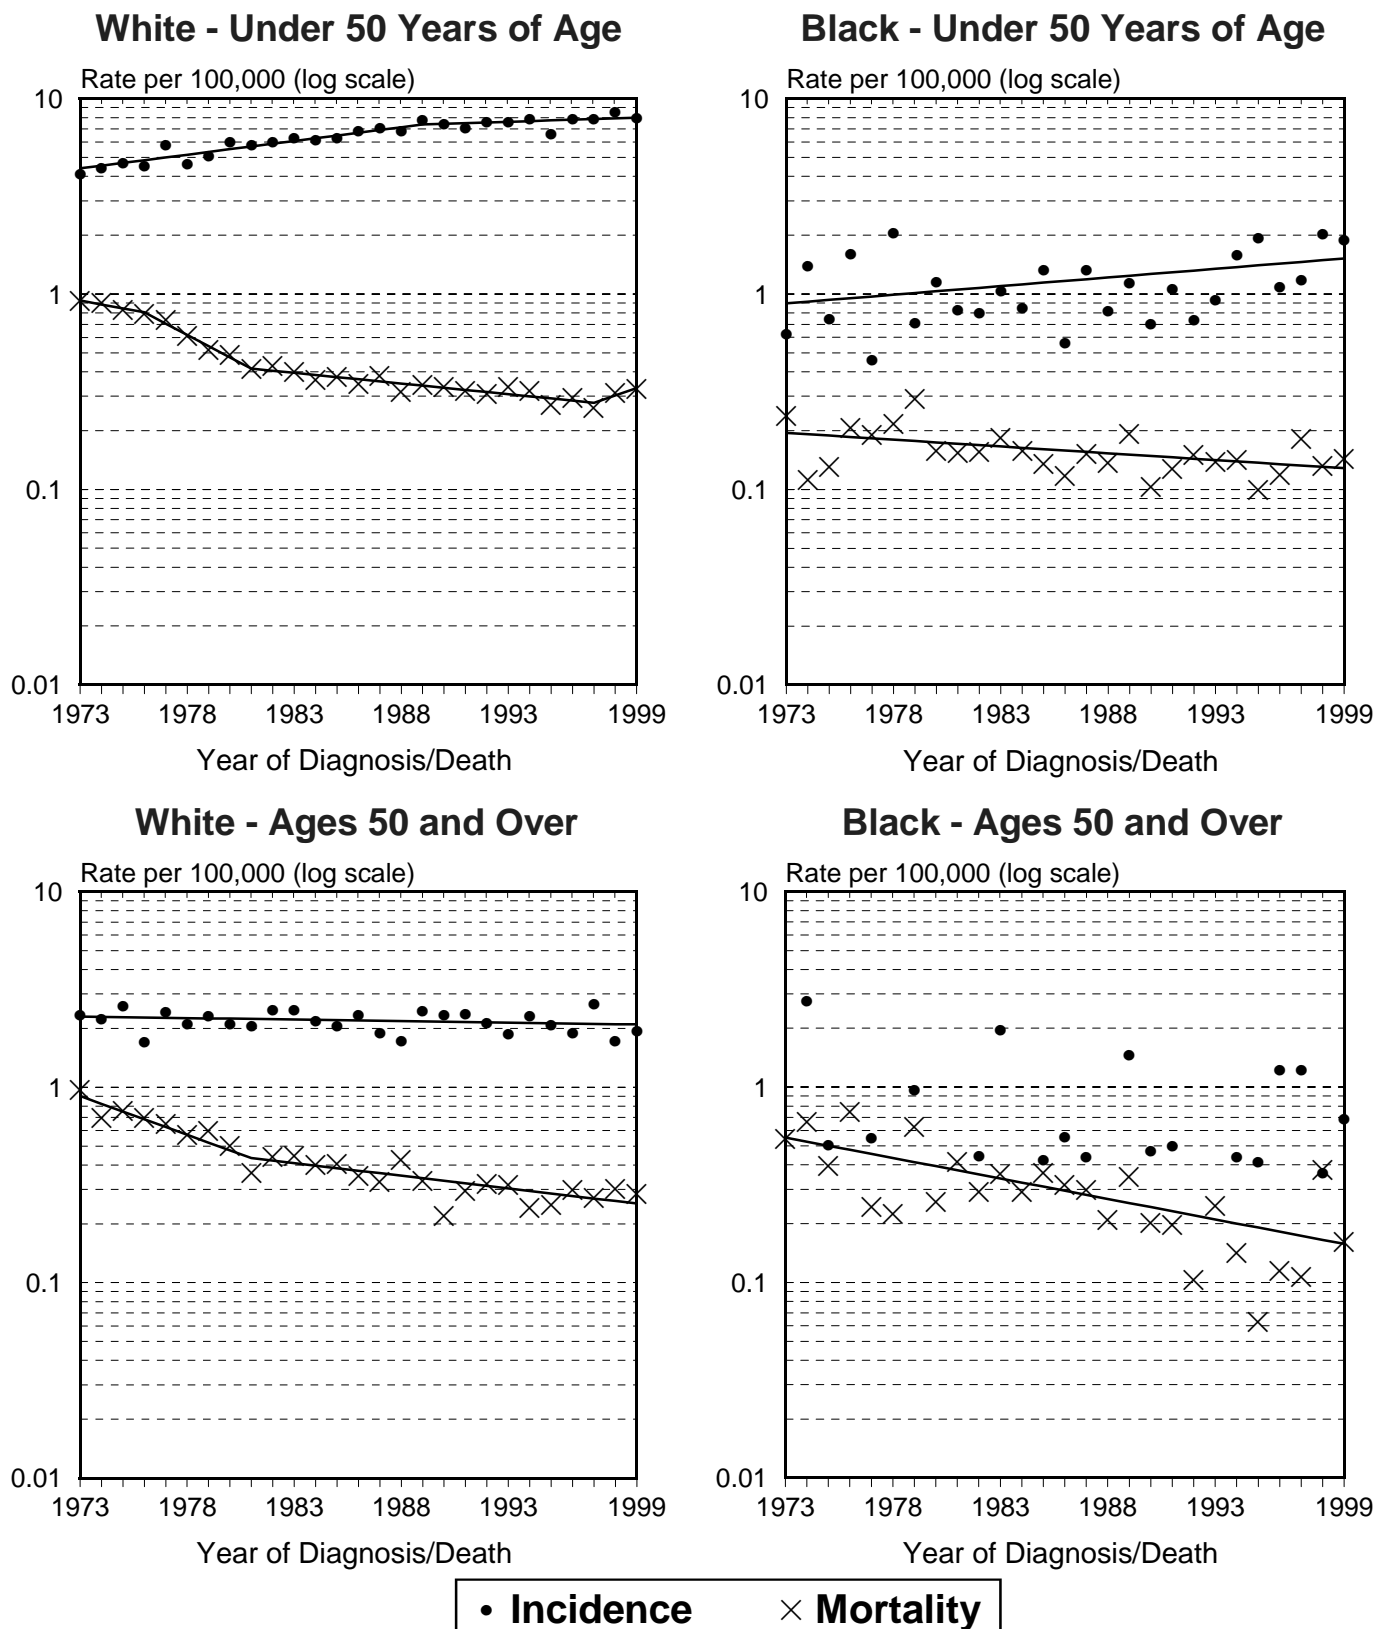 White - Under 50 Years of Age
Rate per 100,000 (log scale)
10
1
0.1
0.01
1973 1978 1983 1988 1993 1999
Year of Diagnosis/Death
Black - Under 50 Years of Age
Rate per 100,000 (log scale)
10
1
0.1
0.01
1973 1978 1983 1988 1993 1999
Year of Diagnosis/Death
White - Ages 50 and Over
Rate per 100,000 (log scale)
10
1
0.1
0.01
1973 1978 1983 1988 1993 1999
Year of Diagnosis/Death
Black - Ages 50 and Over
Rate per 100,000 (log scale)
10
1
0.1
0.01
1973 1978 1983 1988 1993 1999
Year of Diagnosis/Death
Incidence Mortality